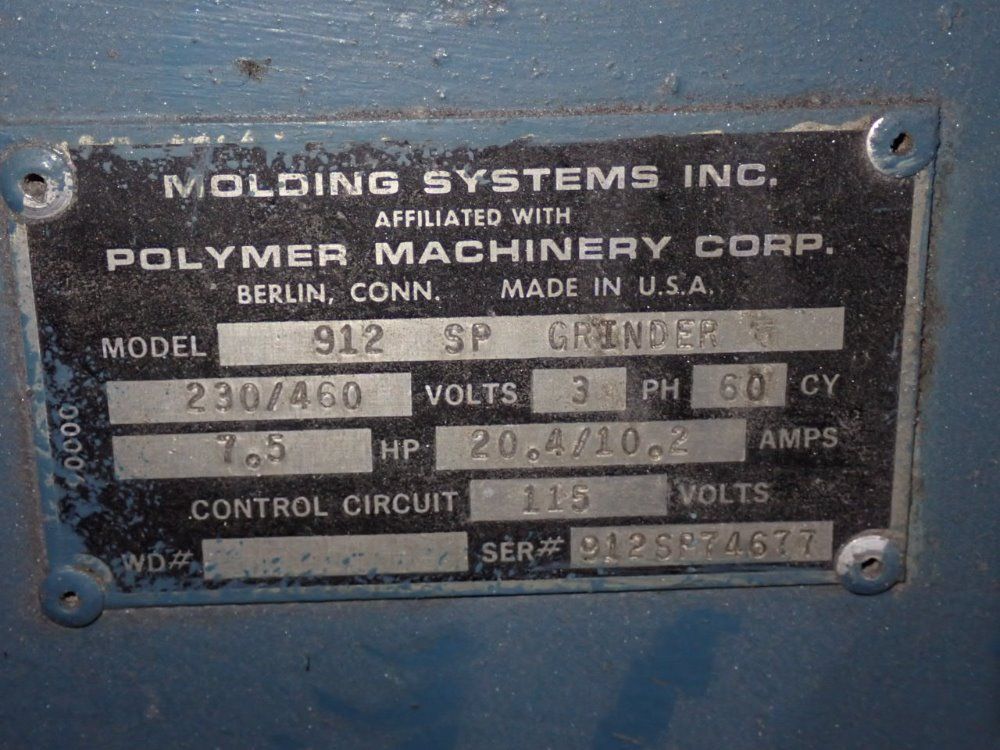 MOLDING SYSTEMS INC.
AFFILIATED WITH
POLYMER MACHINERY CORP.
BERLIN, CONN. MADE IN U.S.A.
MODEL 912 SP GRINDER
230/460 VOLTS 3 PH 60 CY
7.5 HP 20.4/10.2 AMPS
CONTROL CIRCUIT 115 VOLTS
WD# SER# 912SP74677